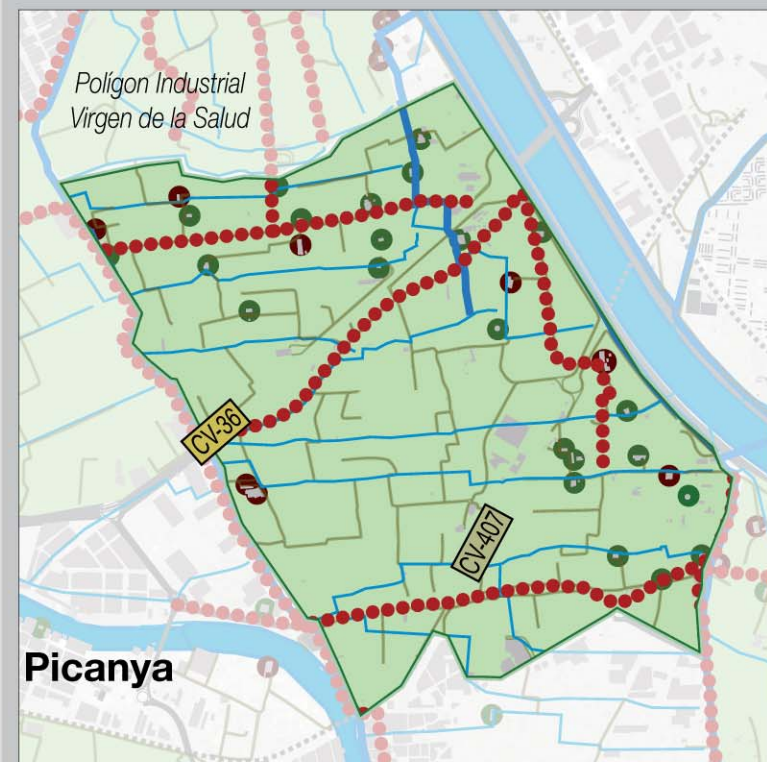 Polígon Industrial
Virgen de la Salud
CV-36
CV-407
Picanya